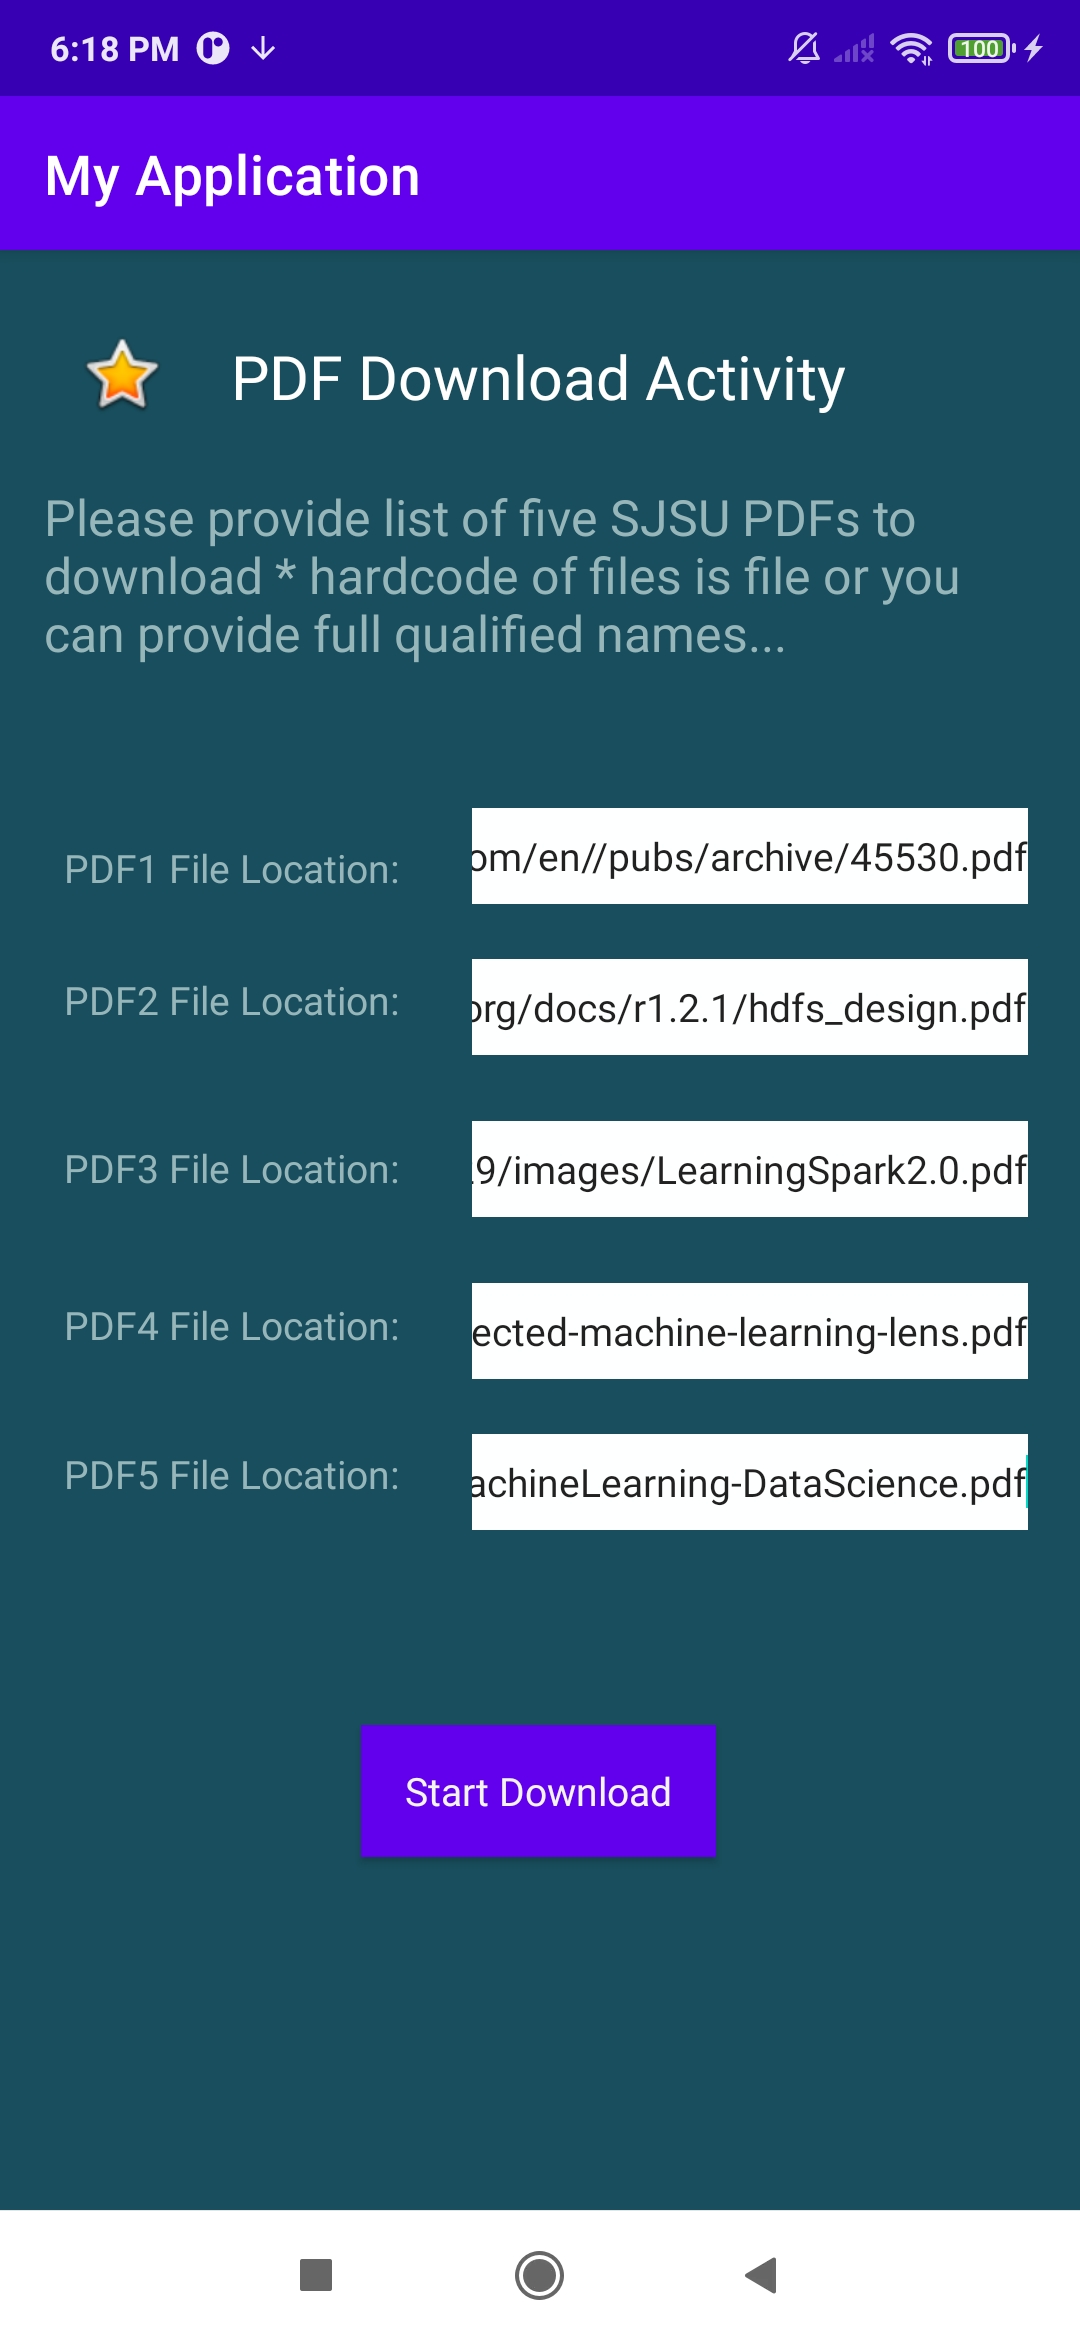 6:18 PM
100
My Application
PDF Download Activity
Please provide list of five SJSU PDFs to
download * hardcode of files is file or you
can provide full qualified names...
PDF1 File Location: om/en//pubs/archive/45530.pdf
PDF2 File Location: org/docs/r1.2.1/hdfs_design.pdf
PDF3 File Location: .9/images/LearningSpark2.0.pdf
PDF4 File Location: ected-machine-learning-lens.pdf
PDF5 File Location: achineLearning-DataScience.pdf
Start Download